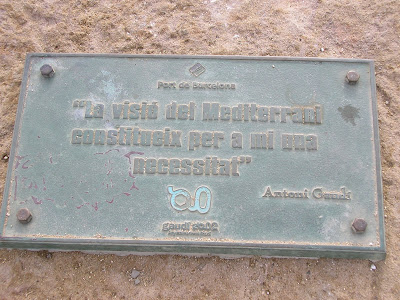 Port de Barcelona
"La visió del Mediterrani
constitueix per a mi una
necessitat"
Antoni Gaudí
gaudí 2002